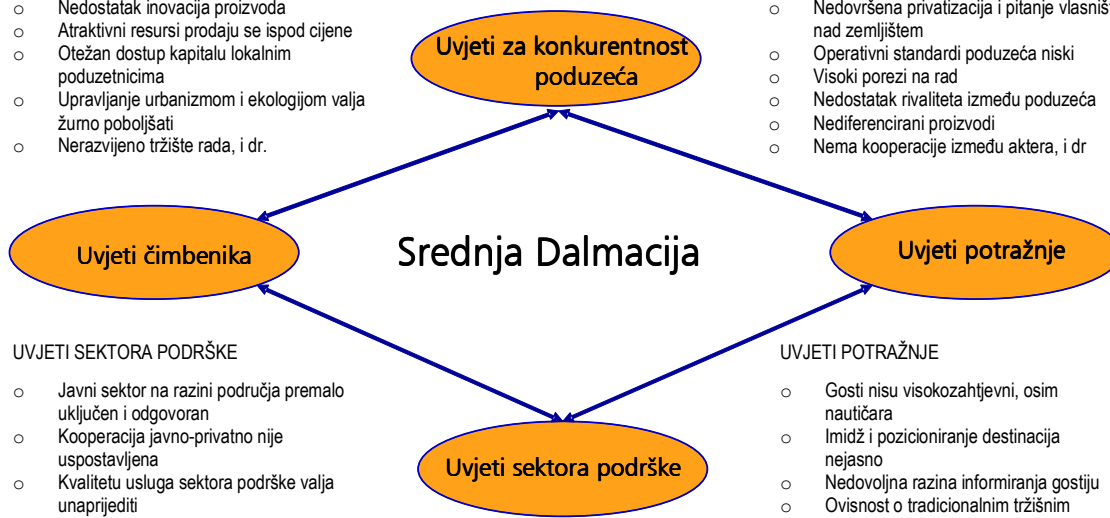 Nedostatak inovacija proizvoda
Atraktivni resursi prodaju se ispod cijene
Otežan dostup kapitalu lokalnim
poduzetnicima
Upravljanje urbanizmom i ekologijom valja
žurno poboljšati
Nerazvijeno tržište rada, i dr.
Uvjeti za konkurentnost
poduzeća
Nedovršena privatizacija i pitanje
nad zemljištem
Operativni standardi poduzeća niski
Visoki porezi na rad
Nedostatak rivaliteta između poduzeća
Nediferencirani proizvodi
Nema kooperacije između aktera, i dr
Uvjeti čimbenika
Srednja Dalmacija
Uvjeti potražnje
UVJETI SEKTORA PODRŠKE
Javni sektor na razini područja premalo
uključen i odgovoran
Kooperacija javno-privatno nije
uspostavljena
Kvalitetu usluga sektora podrške valja
unaprijediti
Uvjeti sektora podrške
UVJETI POTRAŽNJE
Gosti nisu visokozahtjevni, osim
nautičara
Imidž i pozicioniranje destinacija
nejasno
Nedovoljna razina informiranja gostiju
Ovisnost o tradicionalnim tržišnim